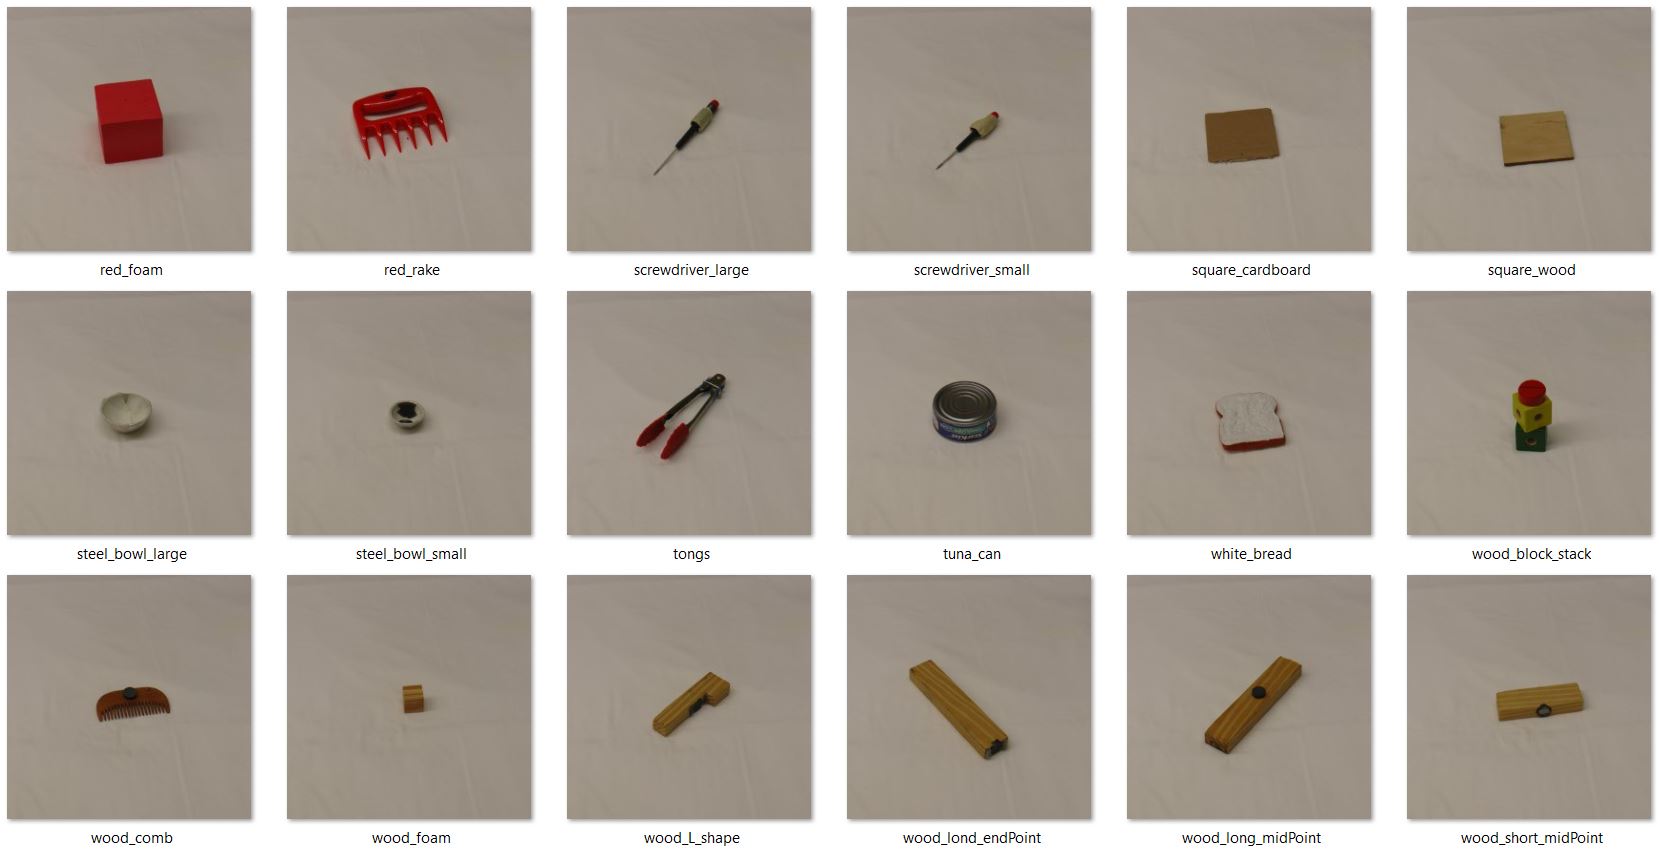 red_foam
red_rake
screwdriver_large
screwdriver_small
square_cardboard
square_wood
steel_bowl_large
steel_bowl_small
tongs
tuna_can
white_bread
wood_block_stack
wood_comb
wood_foam
wood_L_shape
wood_lond_endPoint
wood_long_midPoint
wood_short_midPoint